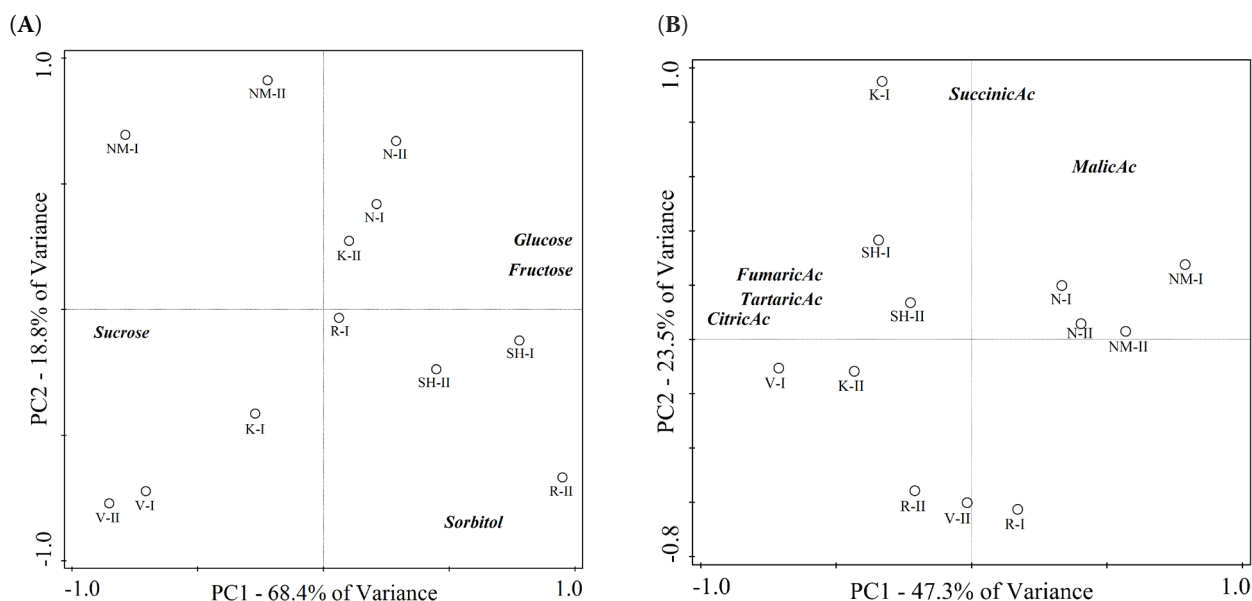 (A)
1.0
NM-II
NM-I
N-II
N-I
K-II
Glucose
Fructose
Sucrose
R-I
SH-I
SH-II
K-I
V-II
V-I
R-II
Sorbitol
-1.0
PC2 - 18.8% of Variance
-1.0
PC1 - 68.4% of Variance
1.0
(B)
1.0
K-I
SuccinicAc
MalicAc
SH-I
FumaricAc
TartaricAc
CitricAc
SH-II
NM-I
N-I
N-II
NM-II
V-I
K-II
R-II
V-II
R-I
-0.8
PC2 - 23.5% of Variance
-1.0
PC1 - 47.3% of Variance
1.0